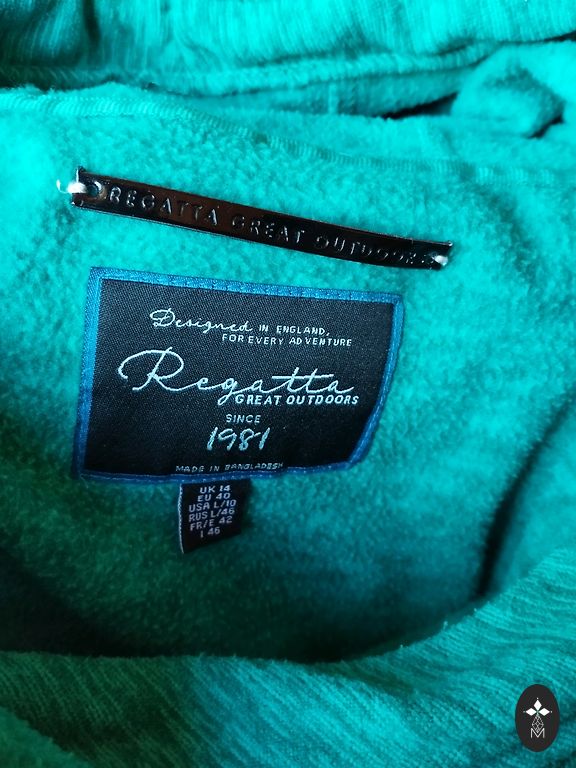 REGATTA GREAT OUTDOORS
Designed IN ENGLAND,
FOR EVERY ADVENTURE
Regatta
GREAT OUTDOORS
SINCE
1981
MADE IN BANGLADESH
UK 14
EU 40
USA L/10
RUS L/46
FR/E 42
I 46
M